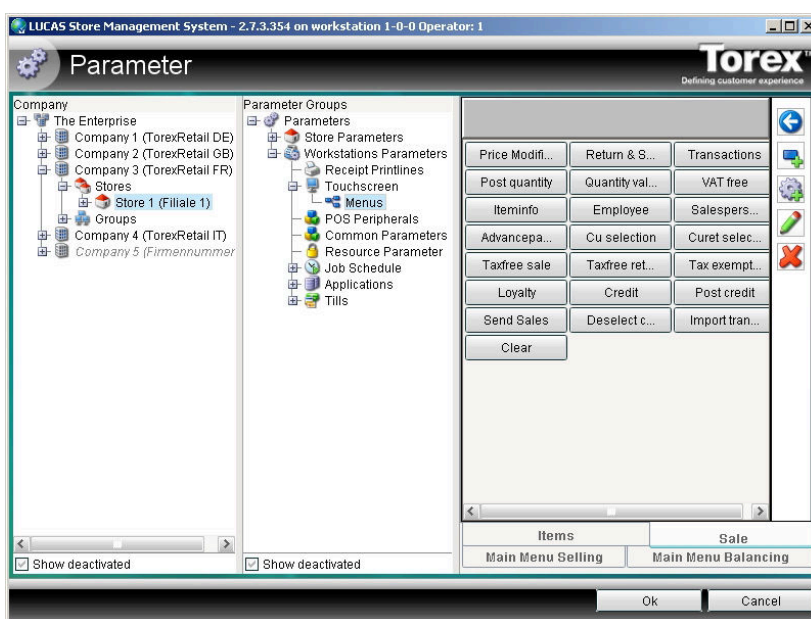 LUCAS Store Management System - 2.7.3.354 on workstation 1-0-0 Operator: 1
Parameter
Torex
Defining customer experience
Company
The Enterprise
Company 1 (TorexRetail DE)
Company 2 (TorexRetail GB)
Company 3 (TorexRetail FR)
Stores
Store 1 (Filiale 1)
Groups
Company 4 (TorexRetail IT)
Company 5 (Firmennummer
Show deactivated
Parameter Groups
Parameters
Store Parameters
Workstations Parameters
Receipt Printlines
Touchscreen
Menus
POS Peripherals
Common Parameters
Resource Parameter
Job Schedule
Applications
Tills
Show deactivated
Price Modifi... Return & S... Transactions
Post quantity Quantity val... VAT free
Iteminfo Employee Salespers...
Advancepa... Cu selection Curet selec...
Taxfree sale Taxfree ret... Tax exempt...
Loyalty Credit Post credit
Send Sales Deselect c... Import tran...
Clear
Items Sale
Main Menu Selling Main Menu Balancing
Ok Cancel